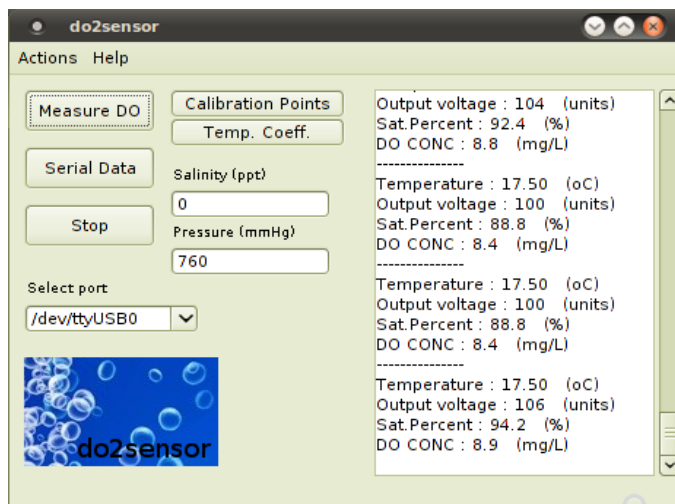 do2sensor
Actions Help
Measure DO
Serial Data
Stop
Calibration Points
Temp. Coeff.
Salinity (ppt)
0
Pressure (mmHg)
760
Select port
/dev/ttyUSB0
do2sensor
Output voltage : 104 (units)
Sat.Percent : 92.4 (%)
DO CONC : 8.8 (mg/L)
---------------
Temperature : 17.50 (oC)
Output voltage : 100 (units)
Sat.Percent : 88.8 (%)
DO CONC : 8.4 (mg/L)
---------------
Temperature : 17.50 (oC)
Output voltage : 100 (units)
Sat.Percent : 88.8 (%)
DO CONC : 8.4 (mg/L)
---------------
Temperature : 17.50 (oC)
Output voltage : 106 (units)
Sat.Percent : 94.2 (%)
DO CONC : 8.9 (mg/L)